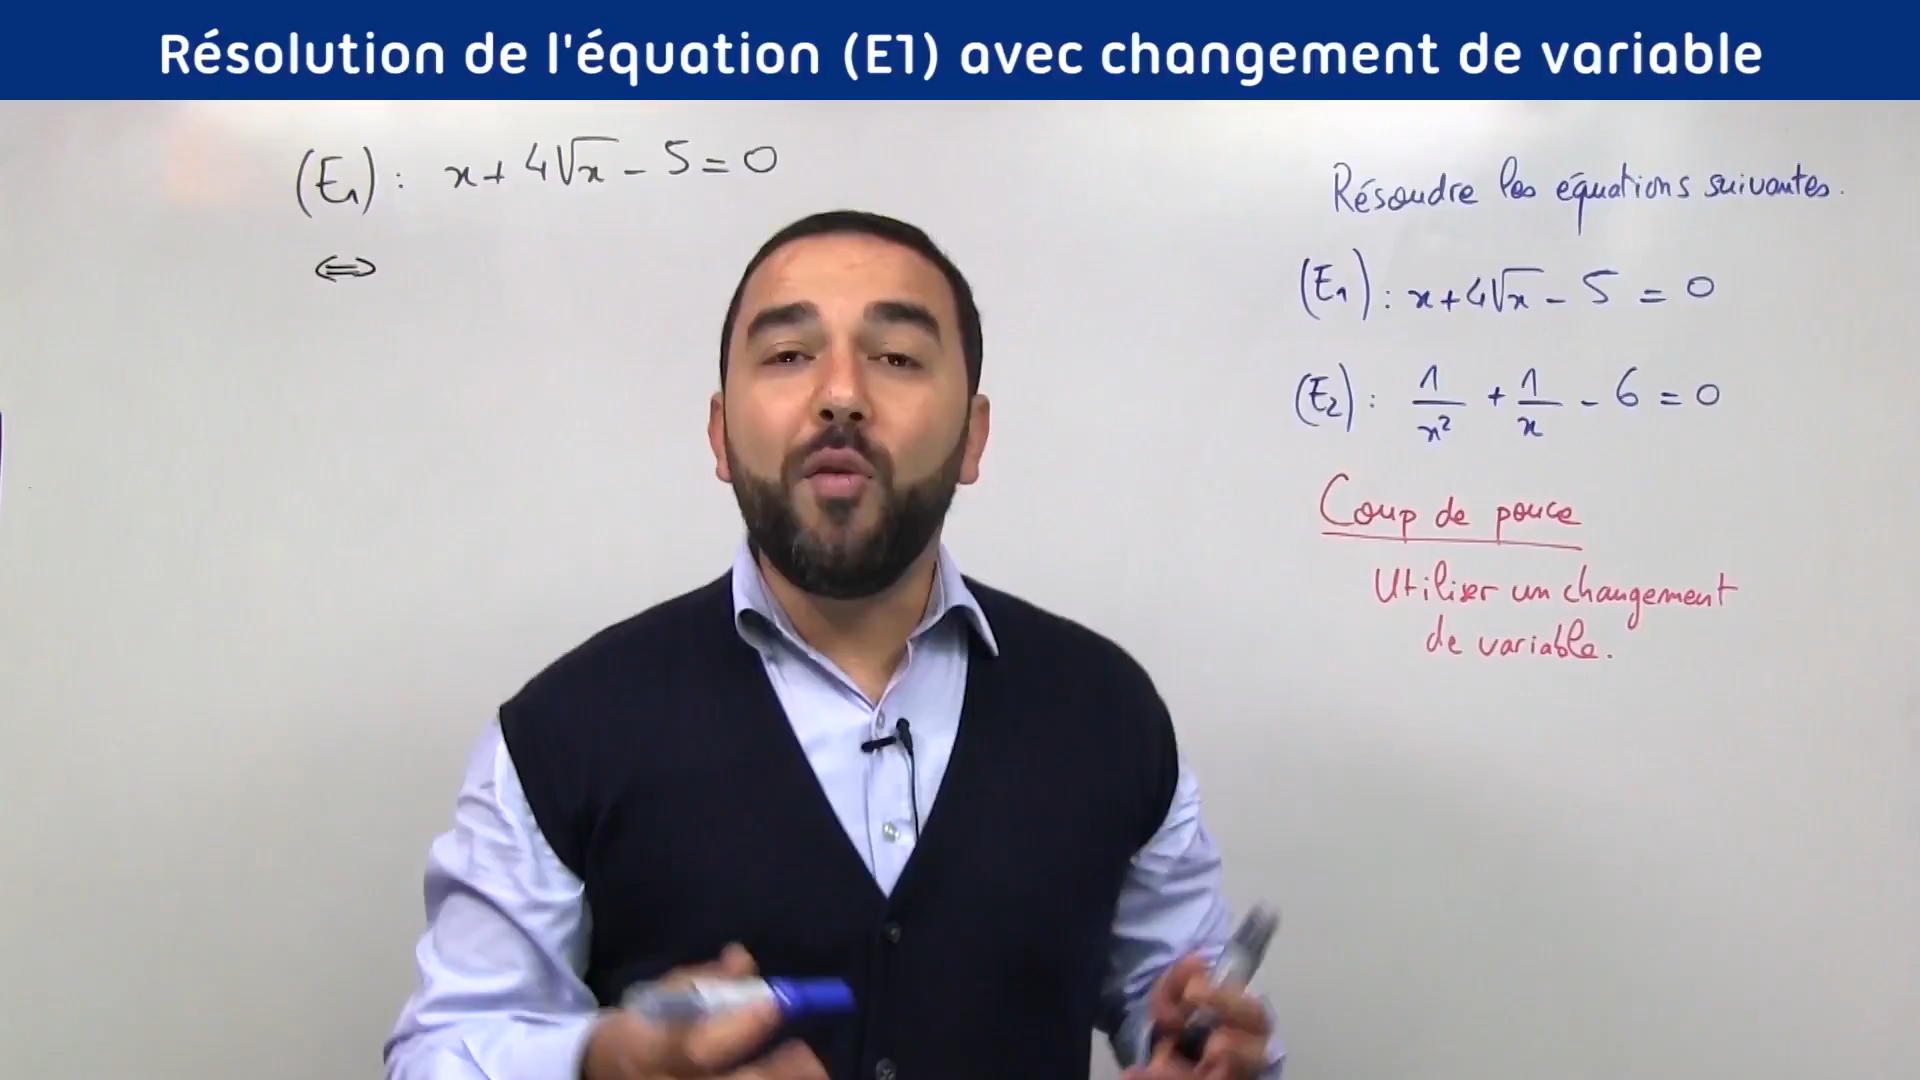 Résolution de l'équation (E1) avec changement de variable
(E₁) : x + 4√x - 5 = 0
⇔
Résoudre les équations suivantes.
(E₁) : x + 4√x - 5 = 0
(E₂) : 1/x² + 1/x - 6 = 0
Coup de pouce
Utiliser un changement
de variable.